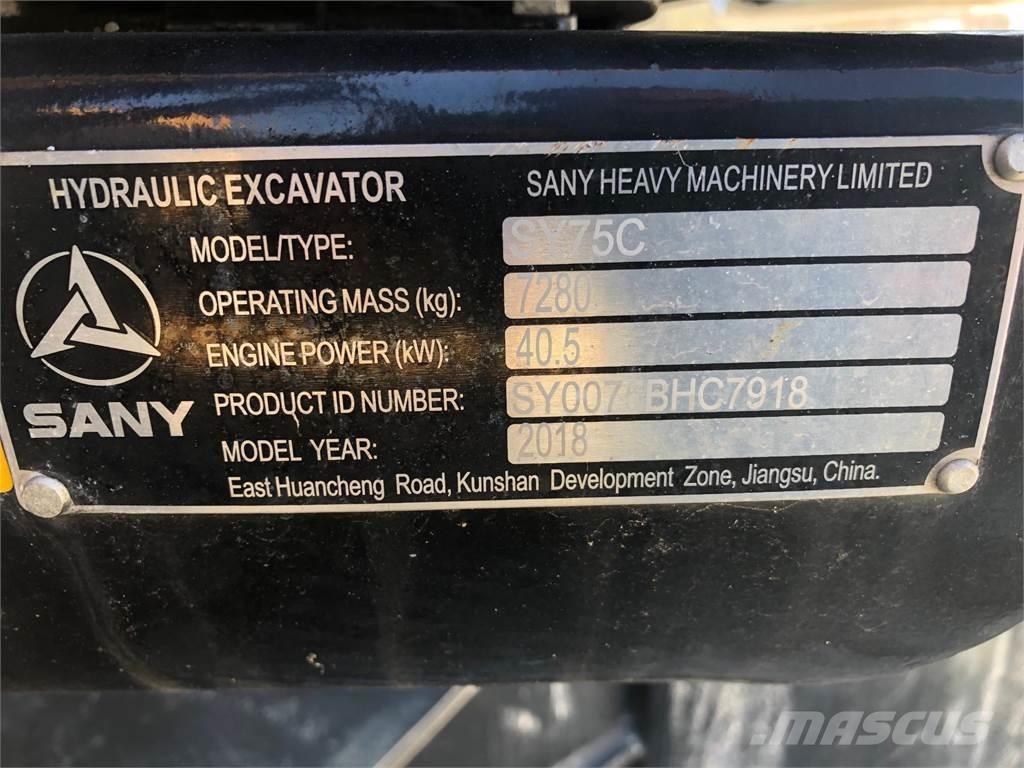 HYDRAULIC EXCAVATOR SANY HEAVY MACHINERY LIMITED
MODEL/TYPE: SY75C
OPERATING MASS (kg): 7280
ENGINE POWER (kW): 40.5
SANY PRODUCT ID NUMBER: SY007 BHC7918
MODEL YEAR: 2018
East Huancheng Road, Kunshan Development Zone, Jiangsu, China.
MASCUS